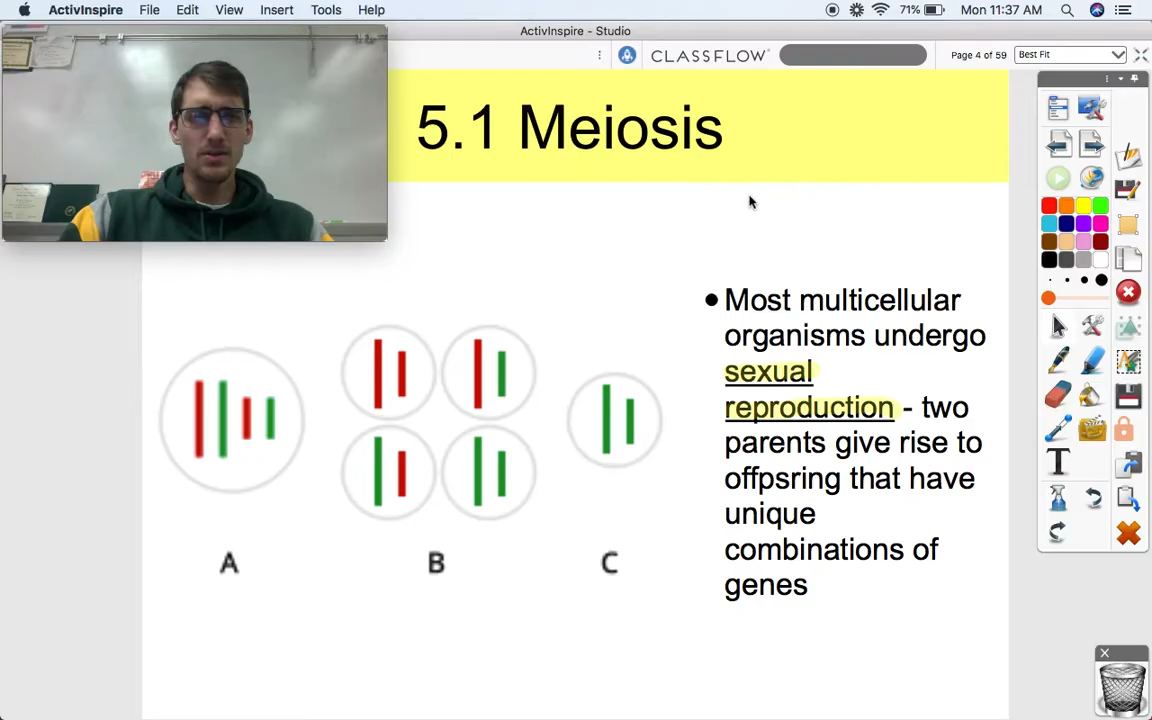 ActivInspire File Edit View Insert Tools Help 71% Mon 11:37 AM
ActivInspire - Studio
CLASSFLOW Page 4 of 59 Best Fit
5.1 Meiosis
• Most multicellular
organisms undergo
sexual
reproduction - two
parents give rise to
offpsring that have
unique
combinations of
genes
A B C
T